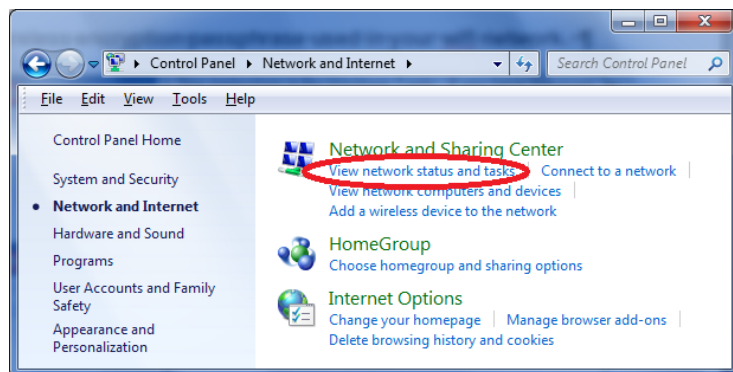 Control Panel Network and Internet
Search Control Panel
File Edit View Tools Help
Control Panel Home
System and Security
Network and Internet
Hardware and Sound
Programs
User Accounts and Family
Safety
Appearance and
Personalization
Network and Sharing Center
View network status and tasks Connect to a network
View network computers and devices
Add a wireless device to the network
HomeGroup
Choose homegroup and sharing options
Internet Options
Change your homepage Manage browser add-ons
Delete browsing history and cookies